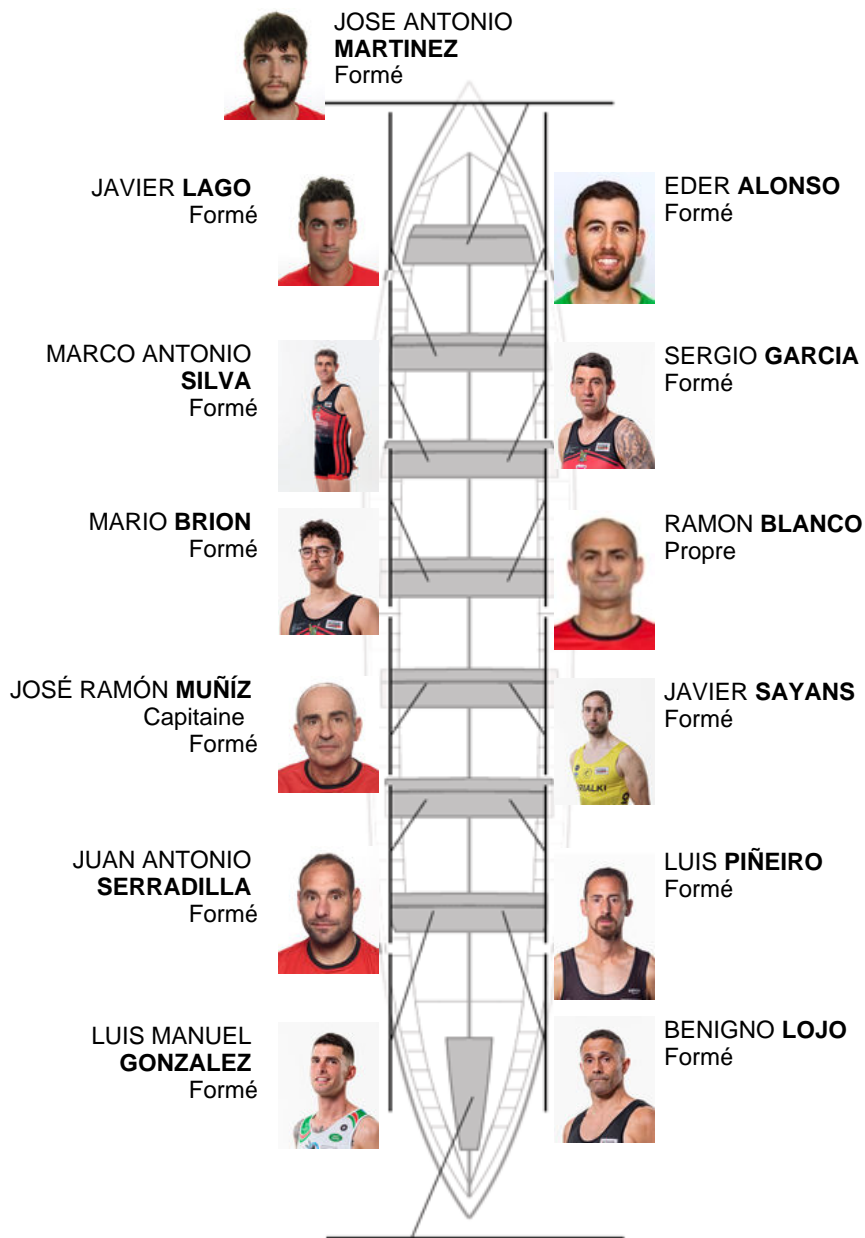 JOSE ANTONIO
MARTINEZ
Formé
JAVIER LAGO
Formé
EDER ALONSO
Formé
MARCO ANTONIO
SILVA
Formé
SERGIO GARCIA
Formé
MARIO BRION
Formé
RAMON BLANCO
Propre
JOSÉ RAMÓN MUÑÍZ
Capitaine
Formé
JAVIER SAYANS
Formé
RIALKI
JUAN ANTONIO
SERRADILLA
Formé
LUIS PIÑEIRO
Formé
LUIS MANUEL
GONZALEZ
Formé
BENIGNO LOJO
Formé